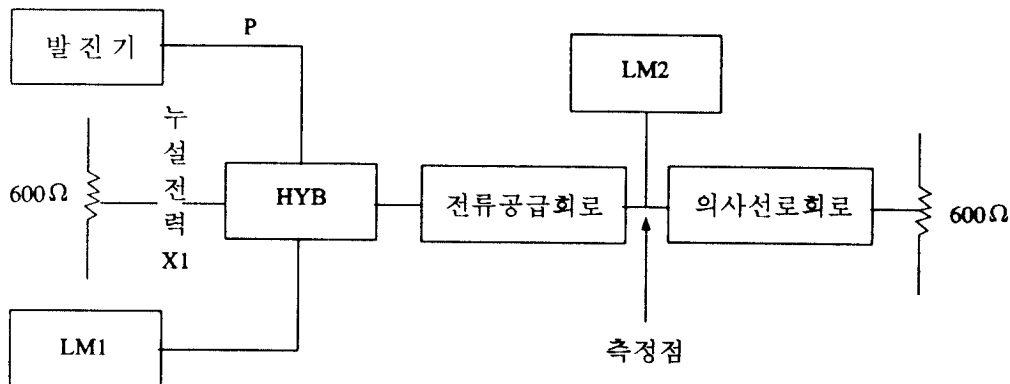 발 진 기
P
LM2
누설전력
X1
600Ω
HYB
전류공급회로
의사선로회로
600Ω
LM1
측정점